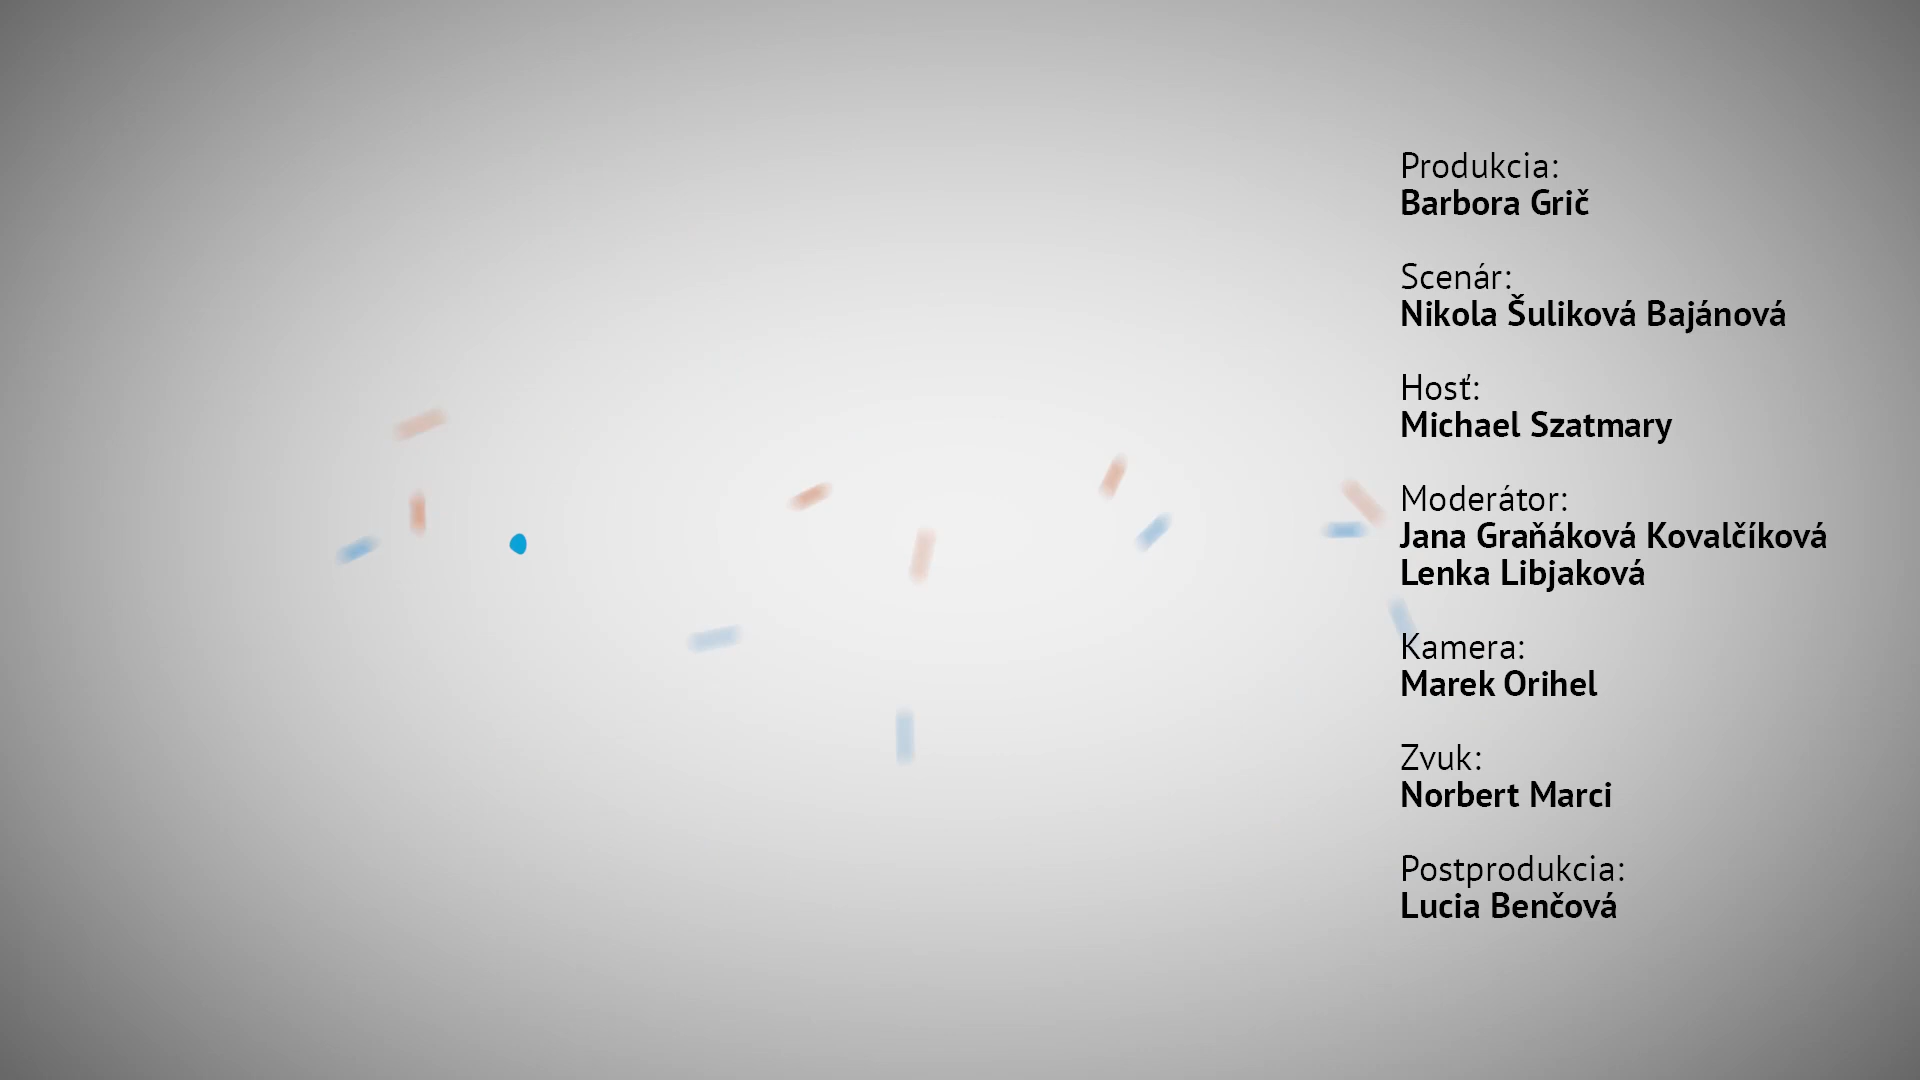 Produkcia:
Barbora Grič
Scenár:
Nikola Šuliková Bajánová
Hosť:
Michael Szatmary
Moderátor:
Jana Graňáková Kovalčíková
Lenka Libjaková
Kamera:
Marek Orihel
Zvuk:
Norbert Marci
Postprodukcia:
Lucia Benčová